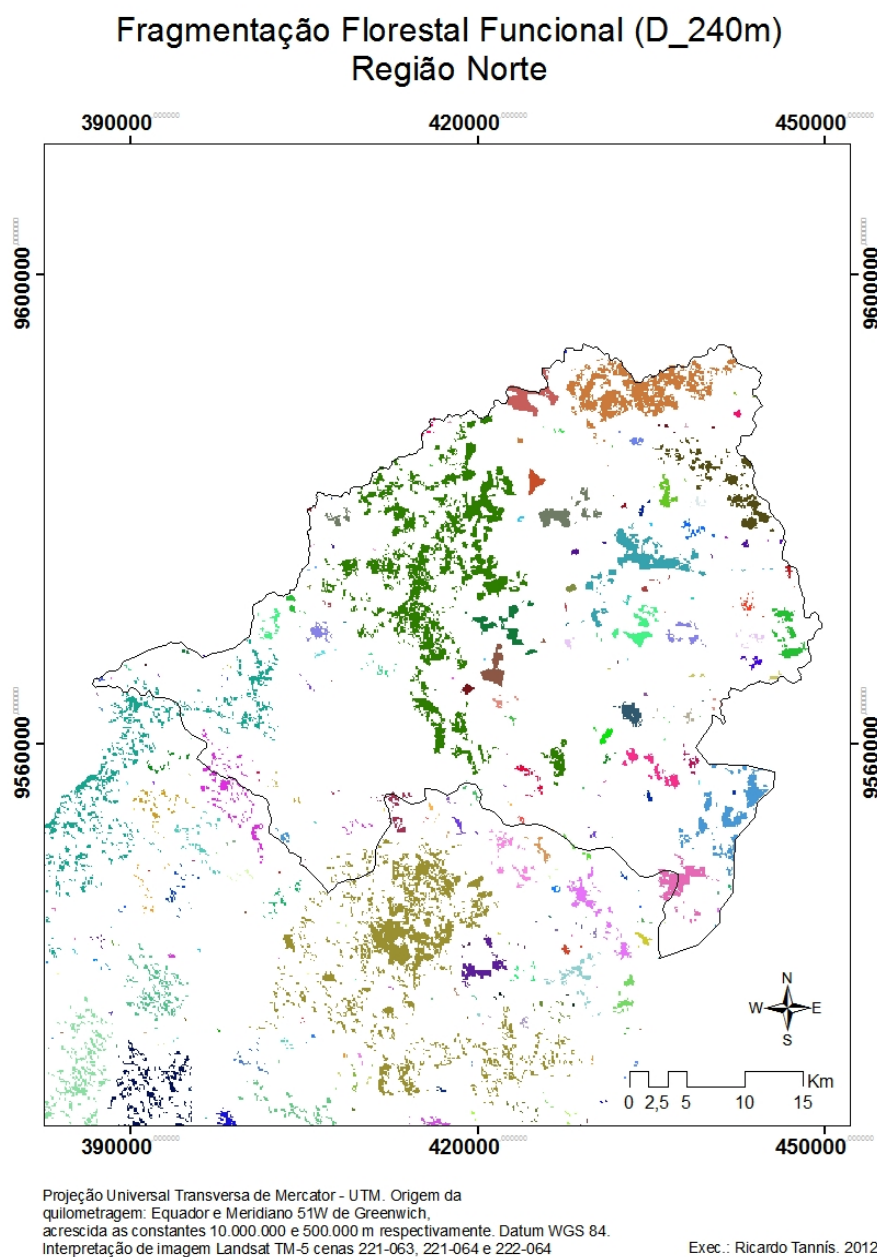 Fragmentação Florestal Funcional (D_240m)
Região Norte
390000 420000 450000
9600000 9600000
9560000 9560000
N
W E
S
Km
0 2,5 5 10 15
390000 420000 450000
Projeção Universal Transversa de Mercator - UTM. Origem da
quilometragem: Equador e Meridiano 51W de Greenwich,
acrescida as constantes 10.000.000 e 500.000 m respectivamente. Datum WGS 84.
Interpretação de imagem Landsat TM-5 cenas 221-063, 221-064 e 222-064
Exec.: Ricardo Tannís. 2012